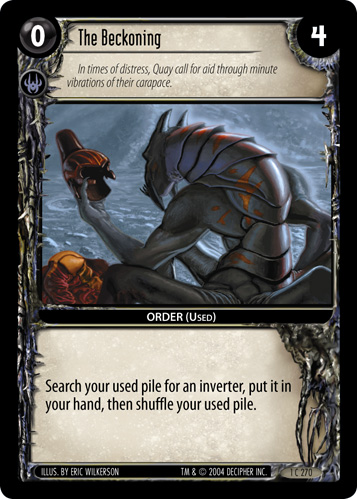 0 The Beckoning 4
In times of distress, Quay call for aid through minute
vibrations of their carapace.
ORDER (USED)
Search your used pile for an inverter, put it in
your hand, then shuffle your used pile.
ILLUS. BY ERIC WILKERSON TM & © 2004 DECIPHER INC. 1 C 270